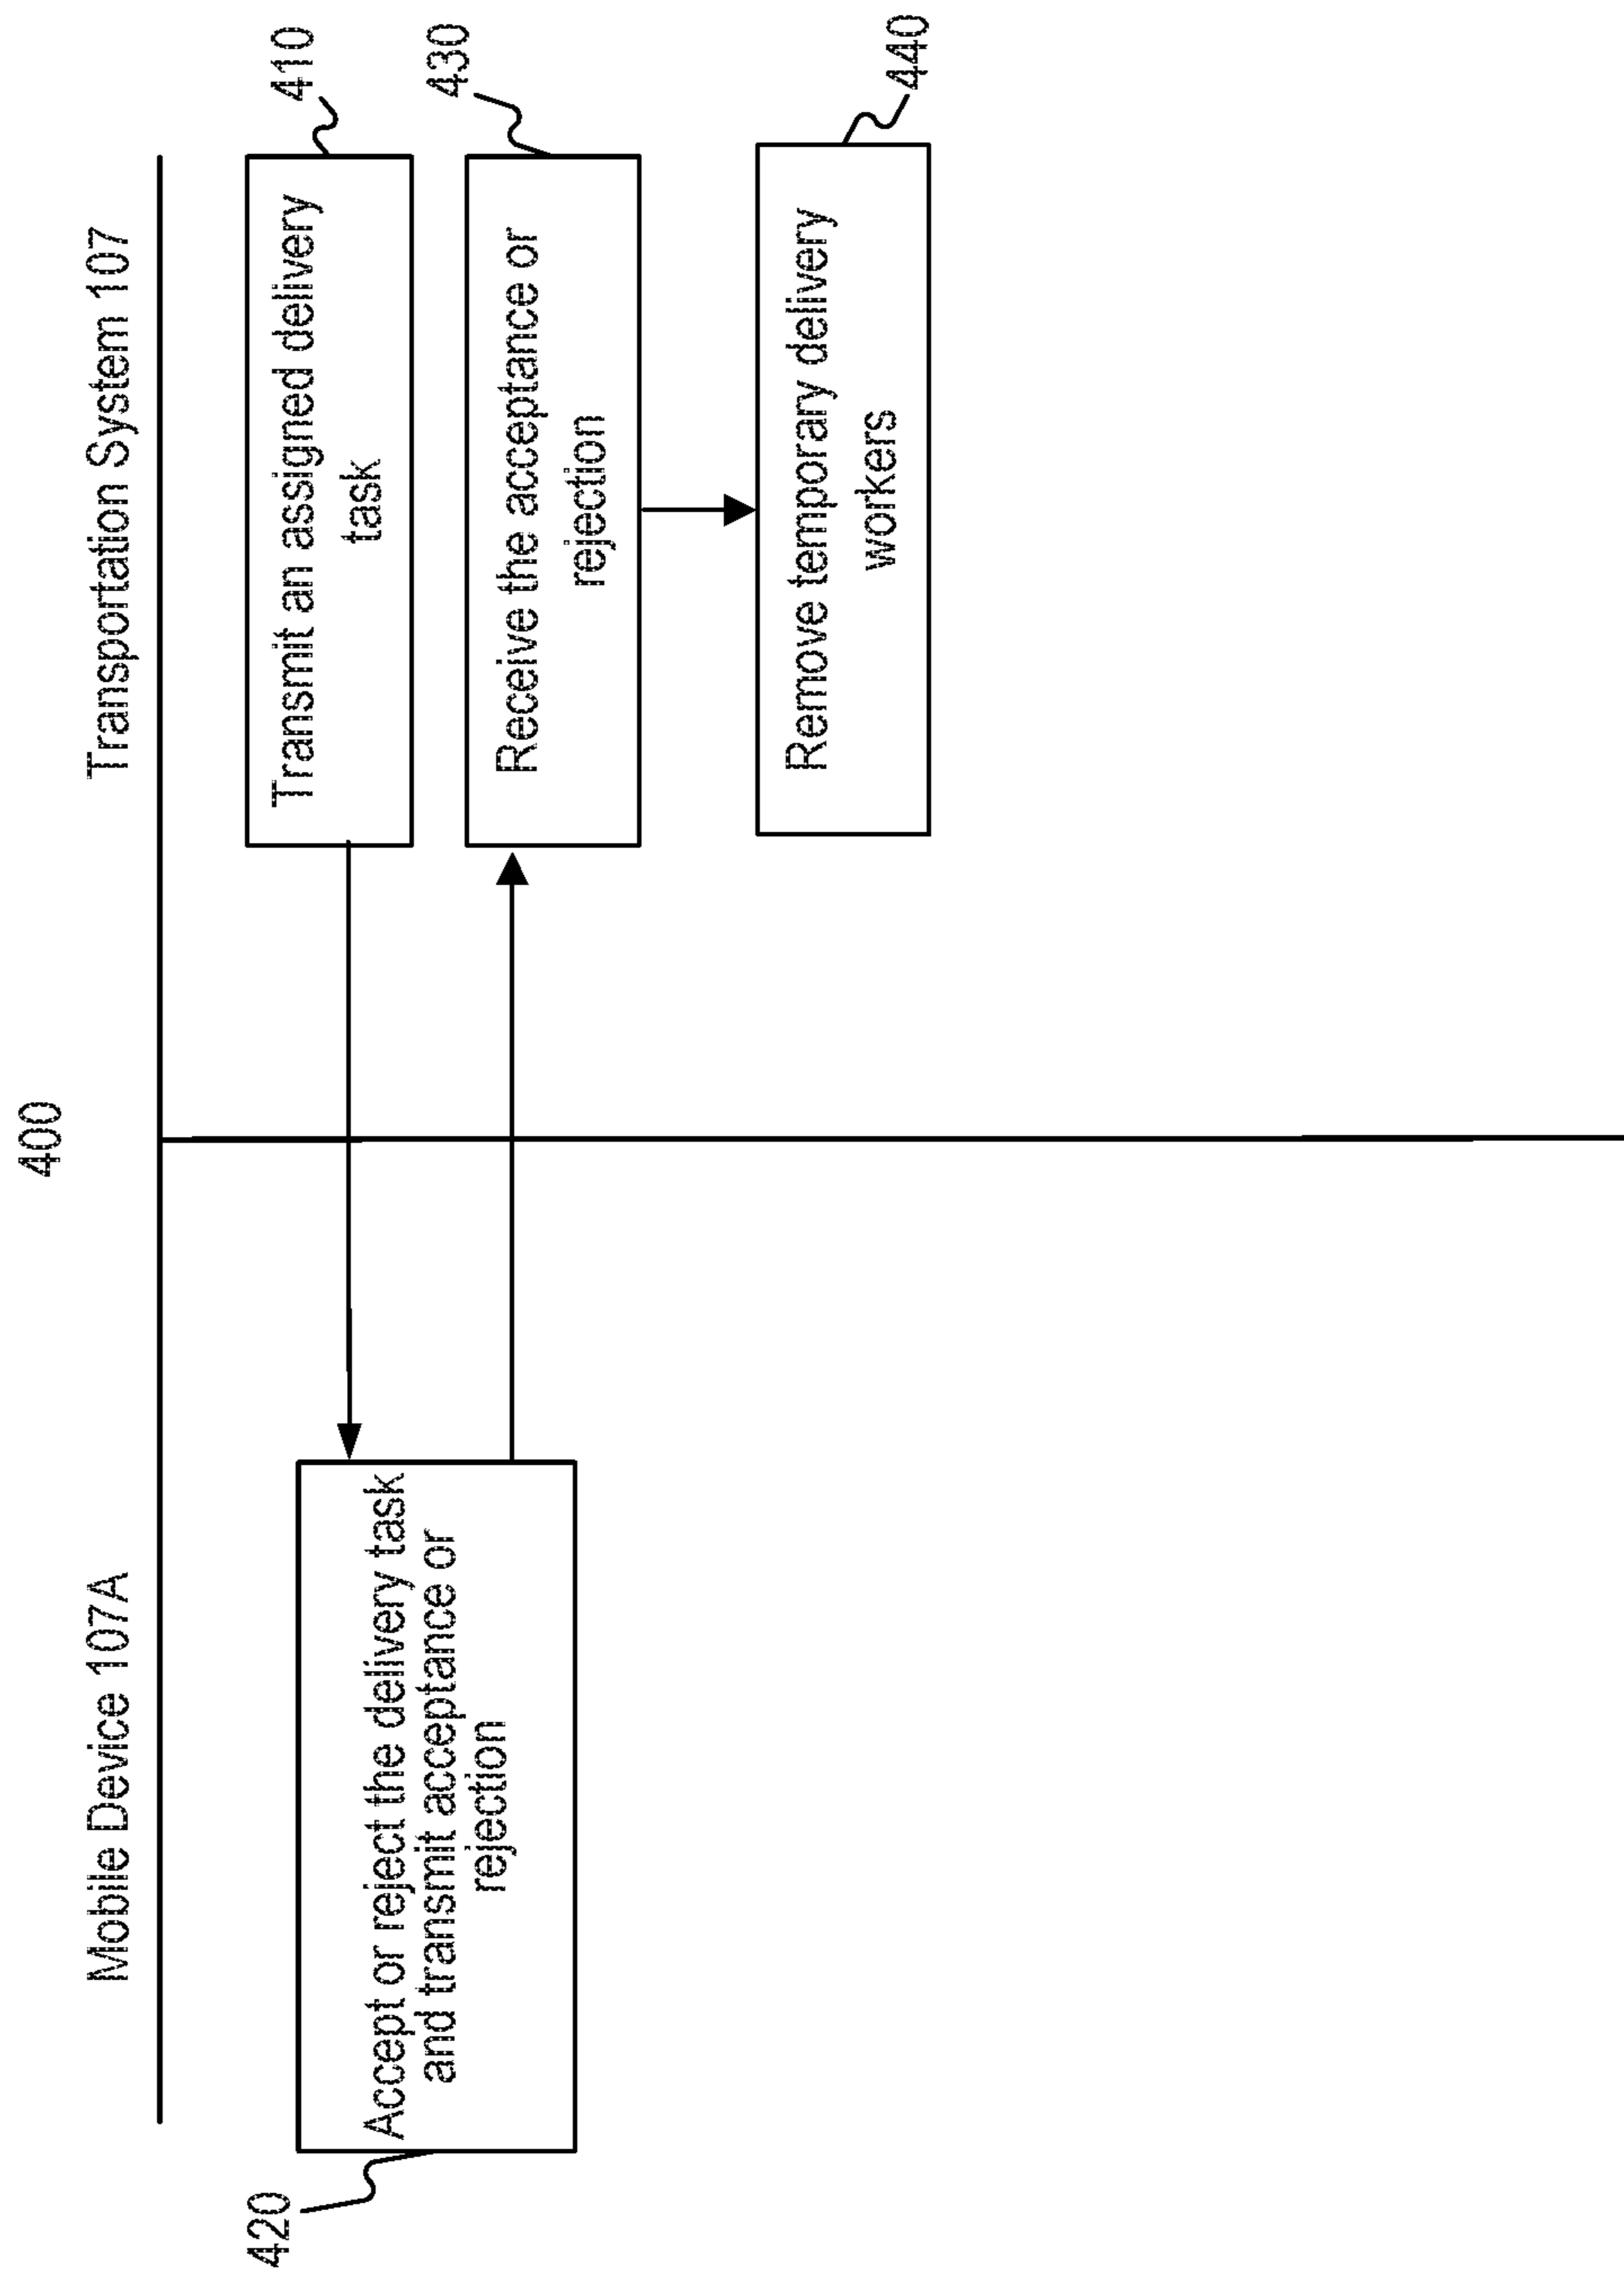 400
Mobile Device 107A
Transportation System 107
410
Transmit an assigned delivery
task
420
Accept or reject the delivery task
and transmit acceptance or
rejection
430
Receive the acceptance or
rejection
440
Remove temporary delivery
workers